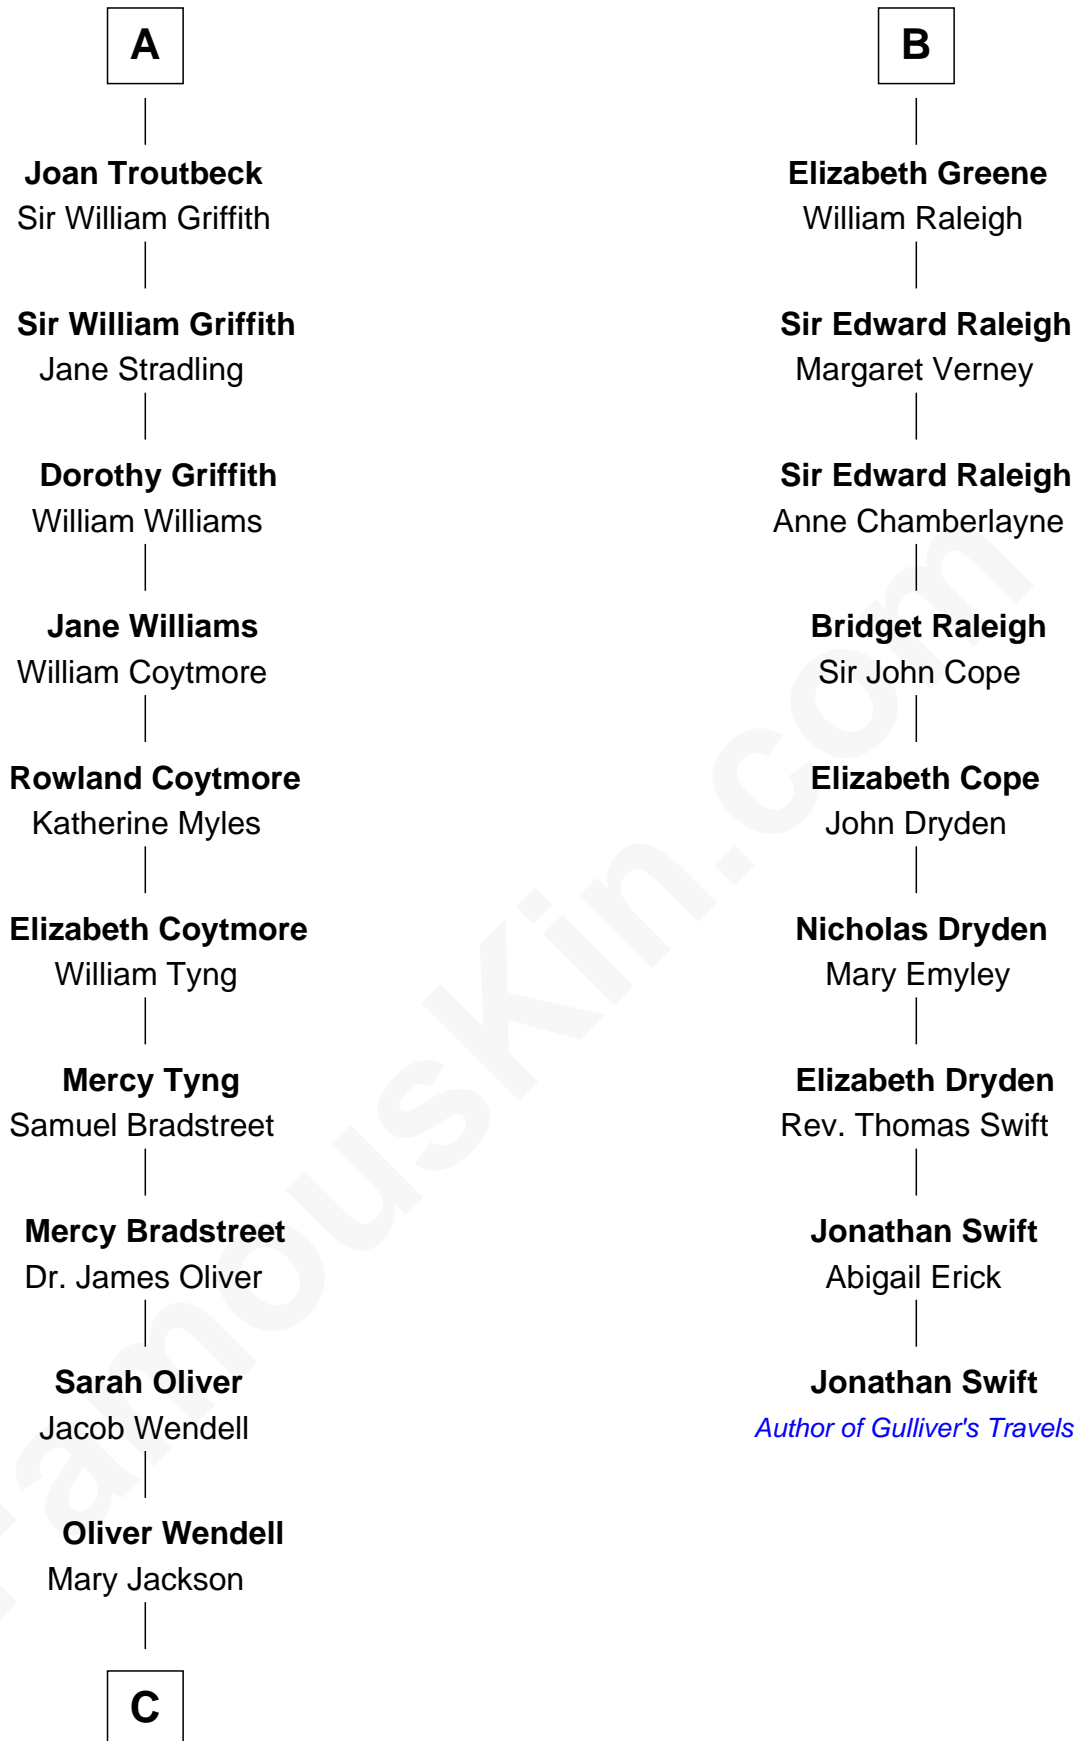 A
Joan Troutbeck
Sir William Griffith
Sir William Griffith
Jane Stradling
Dorothy Griffith
William Williams
Jane Williams
William Coytmore
Rowland Coytmore
Katherine Myles
Elizabeth Coytmore
William Tyng
Mercy Tyng
Samuel Bradstreet
Mercy Bradstreet
Dr. James Oliver
Sarah Oliver
Jacob Wendell
Oliver Wendell
Mary Jackson
C
B
Elizabeth Greene
William Raleigh
Sir Edward Raleigh
Margaret Verney
Sir Edward Raleigh
Anne Chamberlayne
Bridget Raleigh
Sir John Cope
Elizabeth Cope
John Dryden
Nicholas Dryden
Mary Emyley
Elizabeth Dryden
Rev. Thomas Swift
Jonathan Swift
Abigail Erick
Jonathan Swift
Author of Gulliver's Travels
FamousKin.com